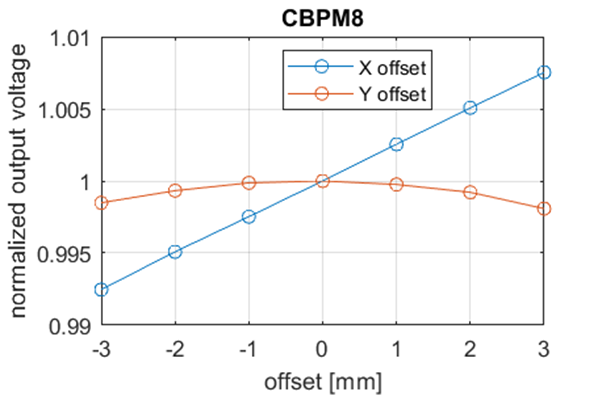 CBPM8
1.01
1.005
1
0.995
0.99
normalized output voltage
X offset
Y offset
-3 -2 -1 0 1 2 3
offset [mm]